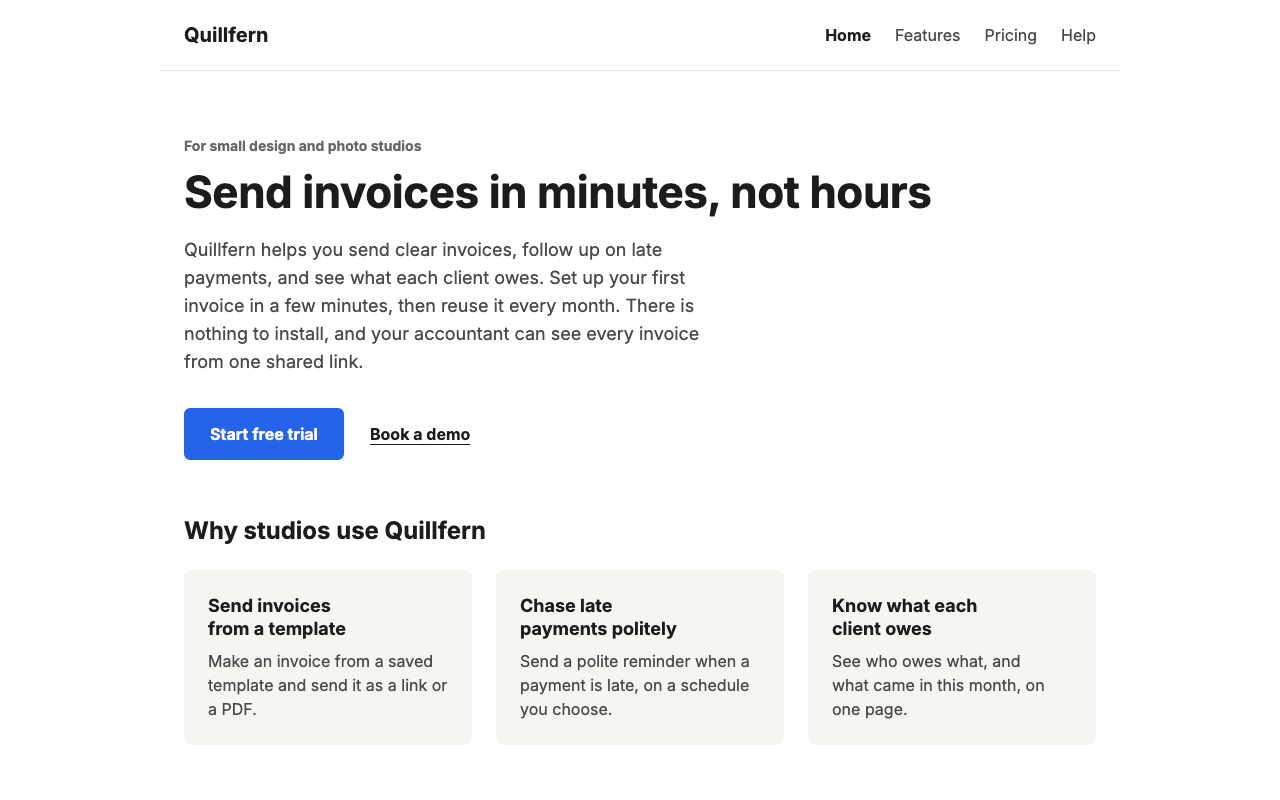 Quillfern
Home Features Pricing Help
For small design and photo studios
Send invoices in minutes, not hours
Quillfern helps you send clear invoices, follow up on late
payments, and see what each client owes. Set up your first
invoice in a few minutes, then reuse it every month. There is
nothing to install, and your accountant can see every invoice
from one shared link.
Start free trial
Book a demo
Why studios use Quillfern
Send invoices
from a template
Make an invoice from a saved
template and send it as a link or
a PDF.
Chase late
payments politely
Send a polite reminder when a
payment is late, on a schedule
you choose.
Know what each
client owes
See who owes what, and
what came in this month, on
one page.